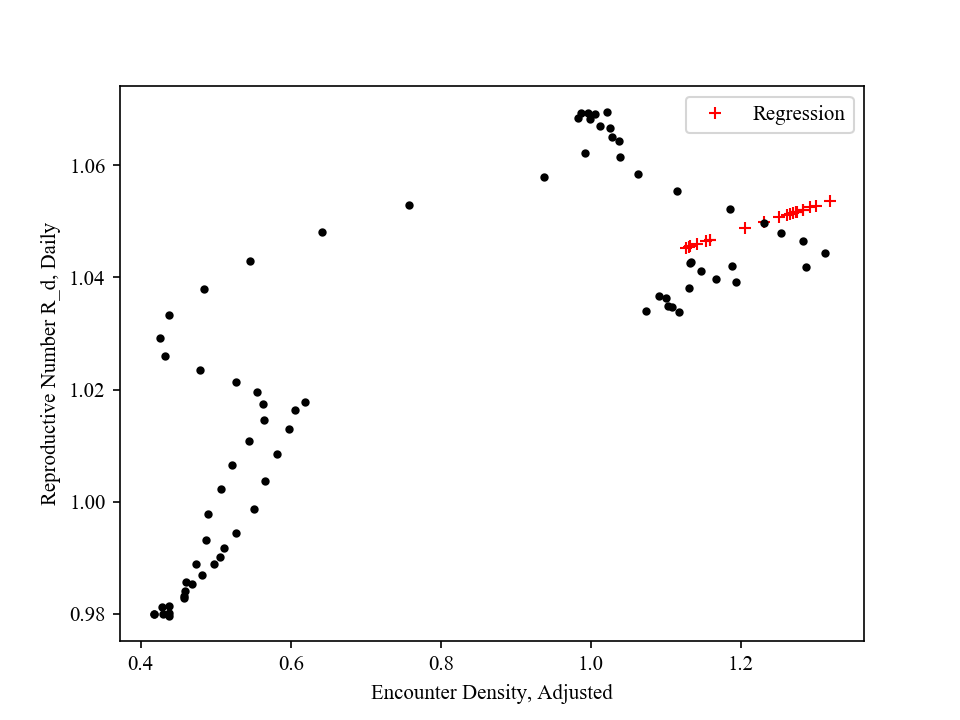 Regression
1.06
1.04
1.02
1.00
0.98
Reproductive Number R_d, Daily
0.4 0.6 0.8 1.0 1.2
Encounter Density, Adjusted